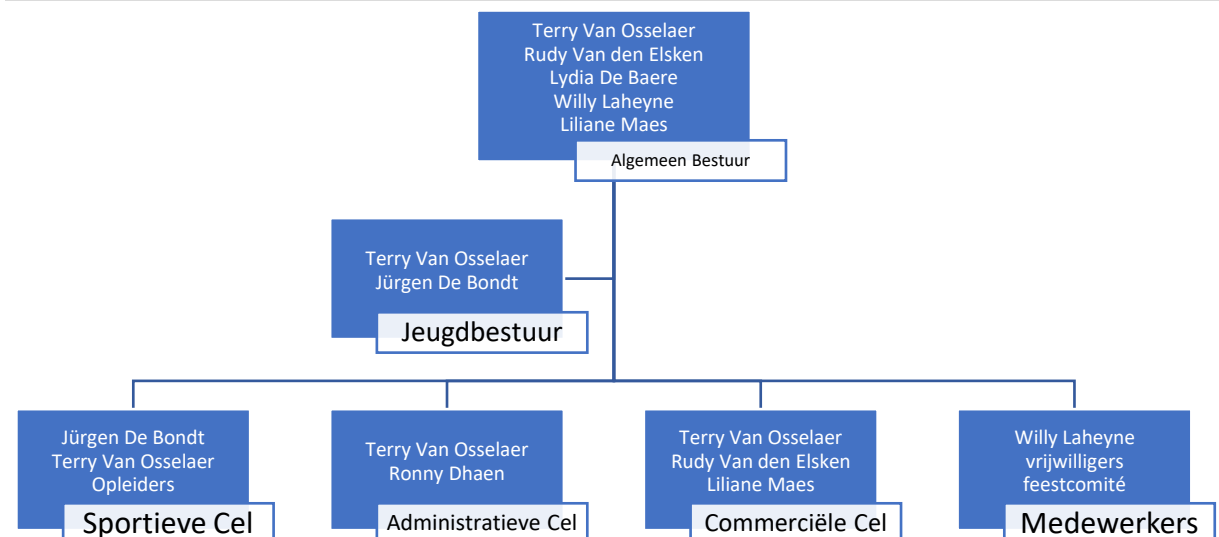 Terry Van Osselaer
Rudy Van den Elsken
Lydia De Baere
Willy Laheyne
Liliane Maes
Algemeen Bestuur
Terry Van Osselaer
Jürgen De Bondt
Jeugdbestuur
Jürgen De Bondt
Terry Van Osselaer
Opleiders
Sportieve Cel
Terry Van Osselaer
Ronny Dhaen
Administratieve Cel
Terry Van Osselaer
Rudy Van den Elsken
Liliane Maes
Commerciële Cel
Willy Laheyne
vrijwilligers
feestcomité
Medewerkers